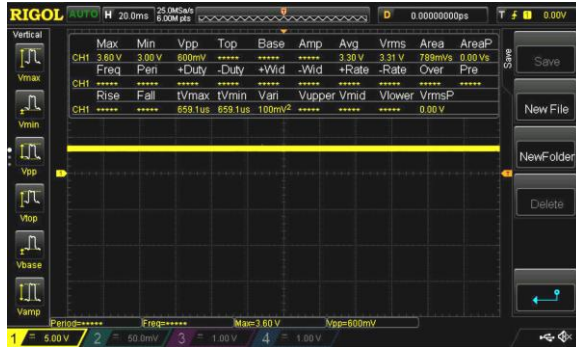 RIGOL AUTO H 20.0ms 25.0MSa/s 6.00M pts D 0.00000000ps T 1 0.00V
Vertical
Max Min Vpp Top Base Amp Avg Vrms Area AreaP
CH1 3.60 V 3.00 V 600mV ***** ***** ***** 3.30 V 3.31 V 789mVs 0.00 Vs
Freq Peri +Duty -Duty +Wid -Wid +Rate -Rate Over Pre
CH1 ***** ***** ***** ***** ***** ***** ***** ***** ***** *****
Rise Fall tVmax tVmin Vari Vupper Vmid Vlower VrmsP
CH1 ***** ***** 659.1us 659.1us 100mV² ***** ***** ***** 0.00 V
Vmax
Vmin
Vpp
Vtop
Vbase
Vamp
Save
Save
New File
NewFolder
Delete
Period=***** Freq=***** Max=3.60 V Vpp=600mV
1 = 5.00 V 2 = 50.0mV 3 = 1.00 V 4 = 1.00 V